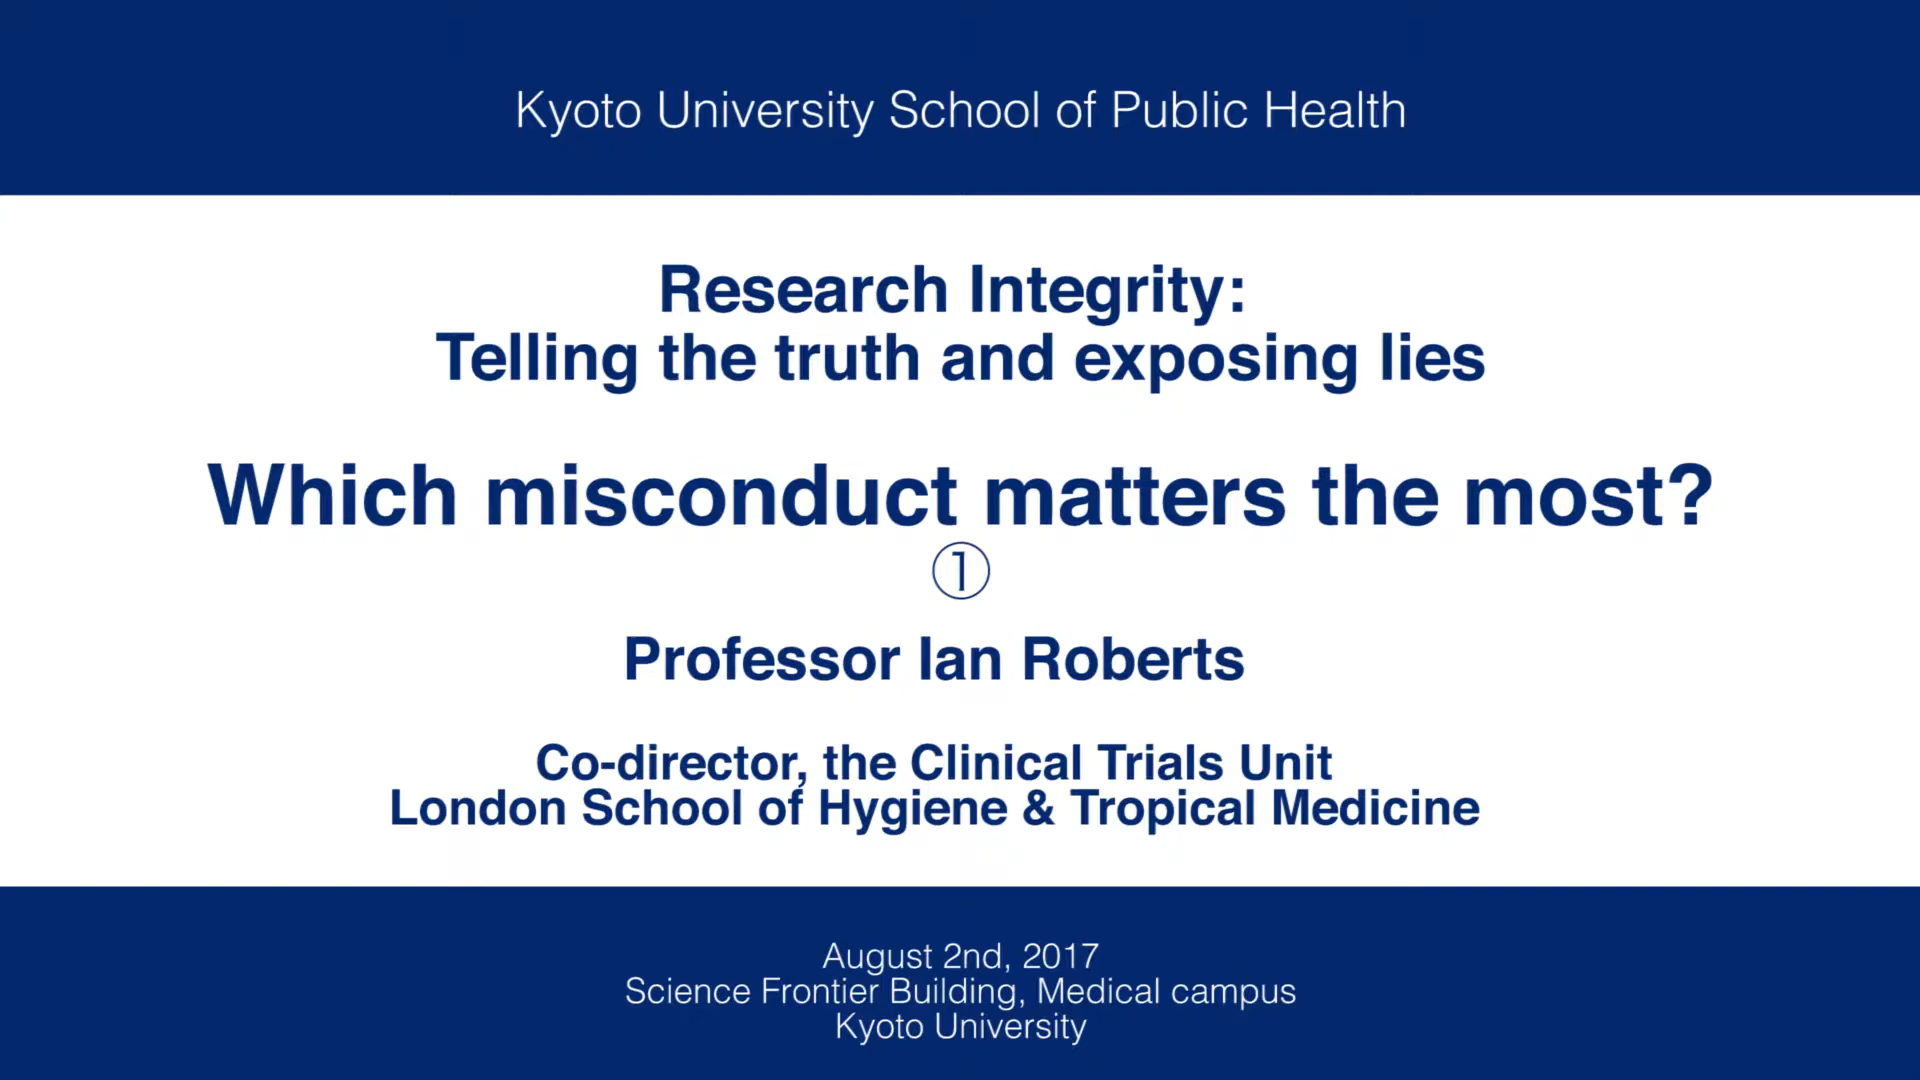 Kyoto University School of Public Health
Research Integrity:
Telling the truth and exposing lies
Which misconduct matters the most?
①
Professor Ian Roberts
Co-director, the Clinical Trials Unit
London School of Hygiene & Tropical Medicine
August 2nd, 2017
Science Frontier Building, Medical campus
Kyoto University